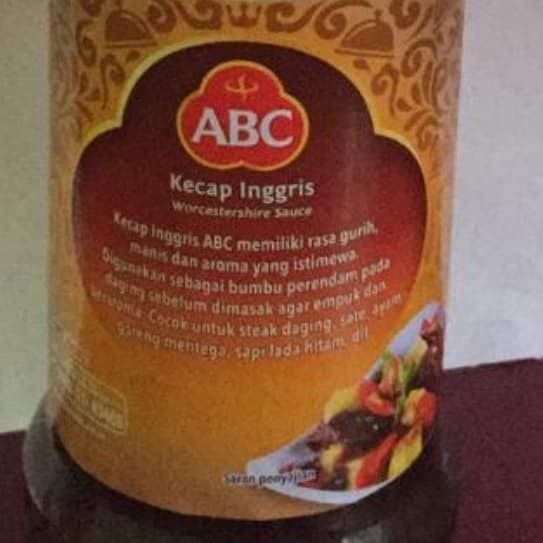 ABC
Kecap Inggris
Worcestershire Sauce
Kecap Inggris ABC memiliki rasa gurih,
manis dan aroma yang istimewa.
Digunakan sebagai bumbu perendam pada
daging sebelum dimasak agar empuk dan
beraroma. Cocok untuk steak daging, sate, ayam
goreng mentega, sapi lada hitam, dll
Saran penyajian